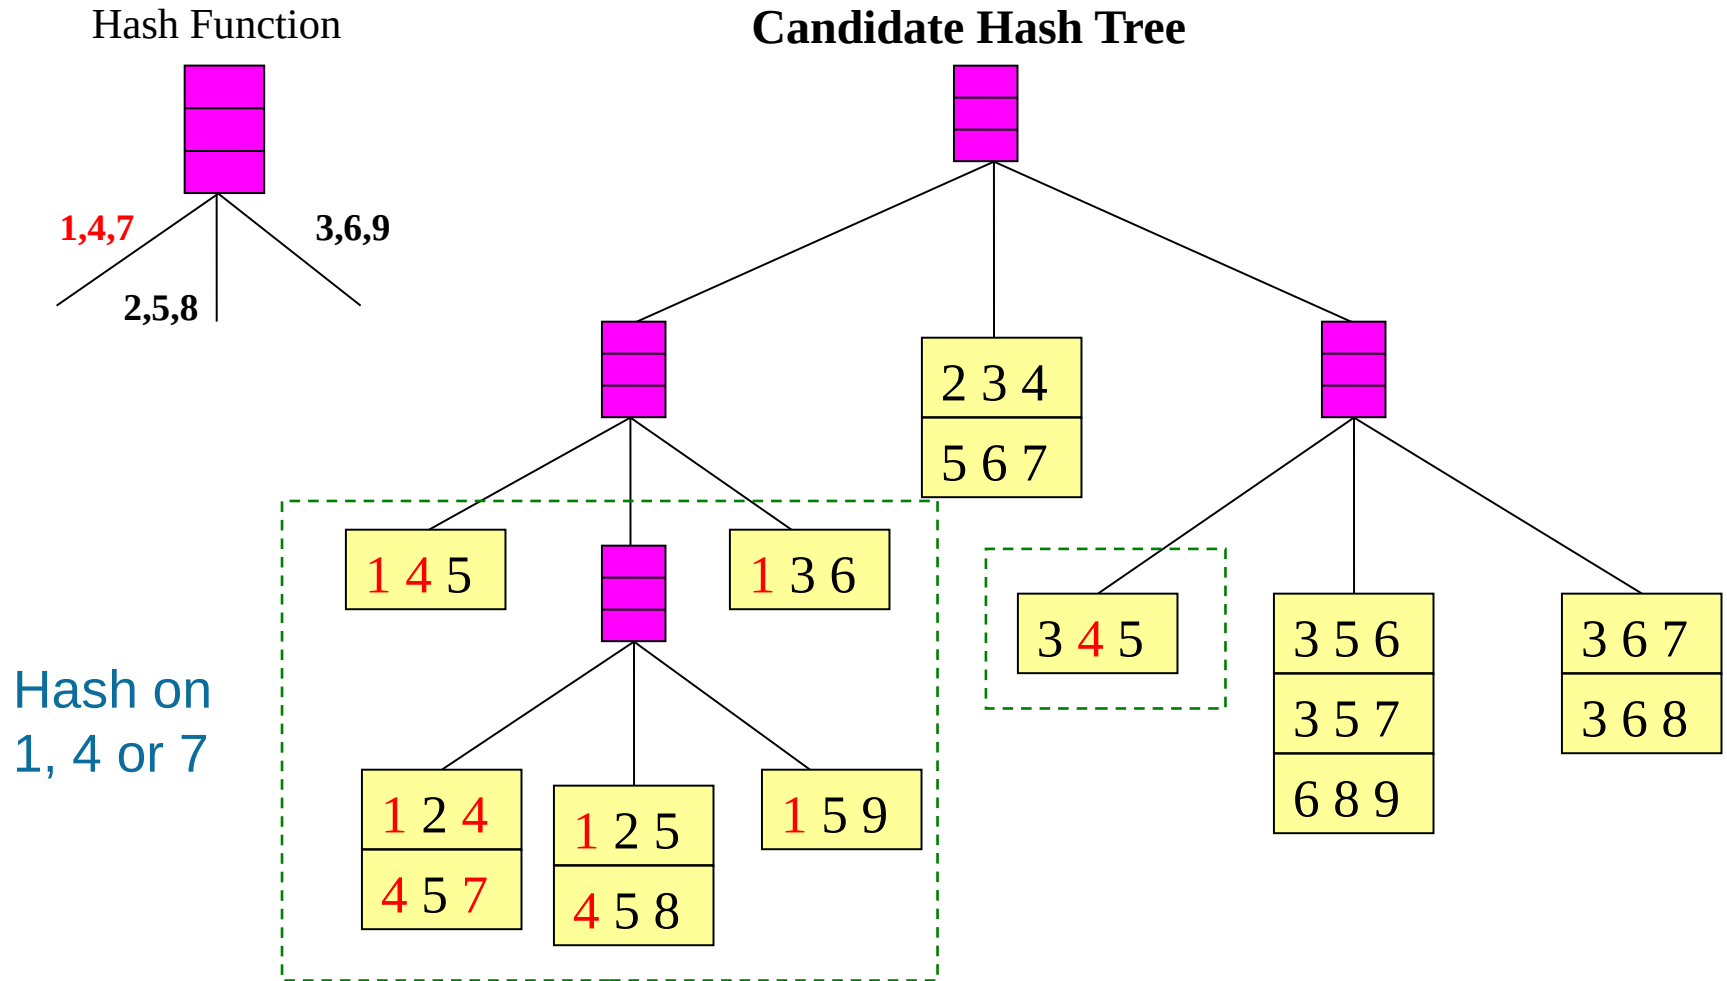 Hash Function
Candidate Hash Tree
1,4,7
3,6,9
2,5,8
2 3 4
5 6 7
1 4 5
1 3 6
3 4 5
3 5 6
3 6 7
3 5 7
3 6 8
6 8 9
Hash on
1, 4 or 7
1 2 4
4 5 7
1 2 5
4 5 8
1 5 9